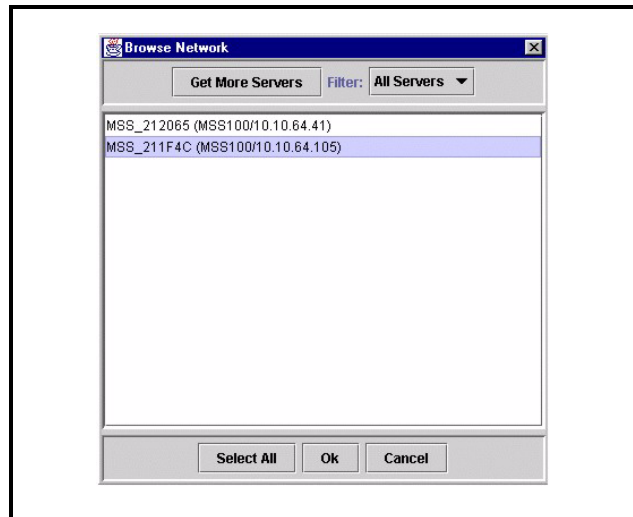 Browse Network
Get More Servers Filter: All Servers
MSS_212065 (MSS100/10.10.64.41)
MSS_211F4C (MSS100/10.10.64.105)
Select All Ok Cancel